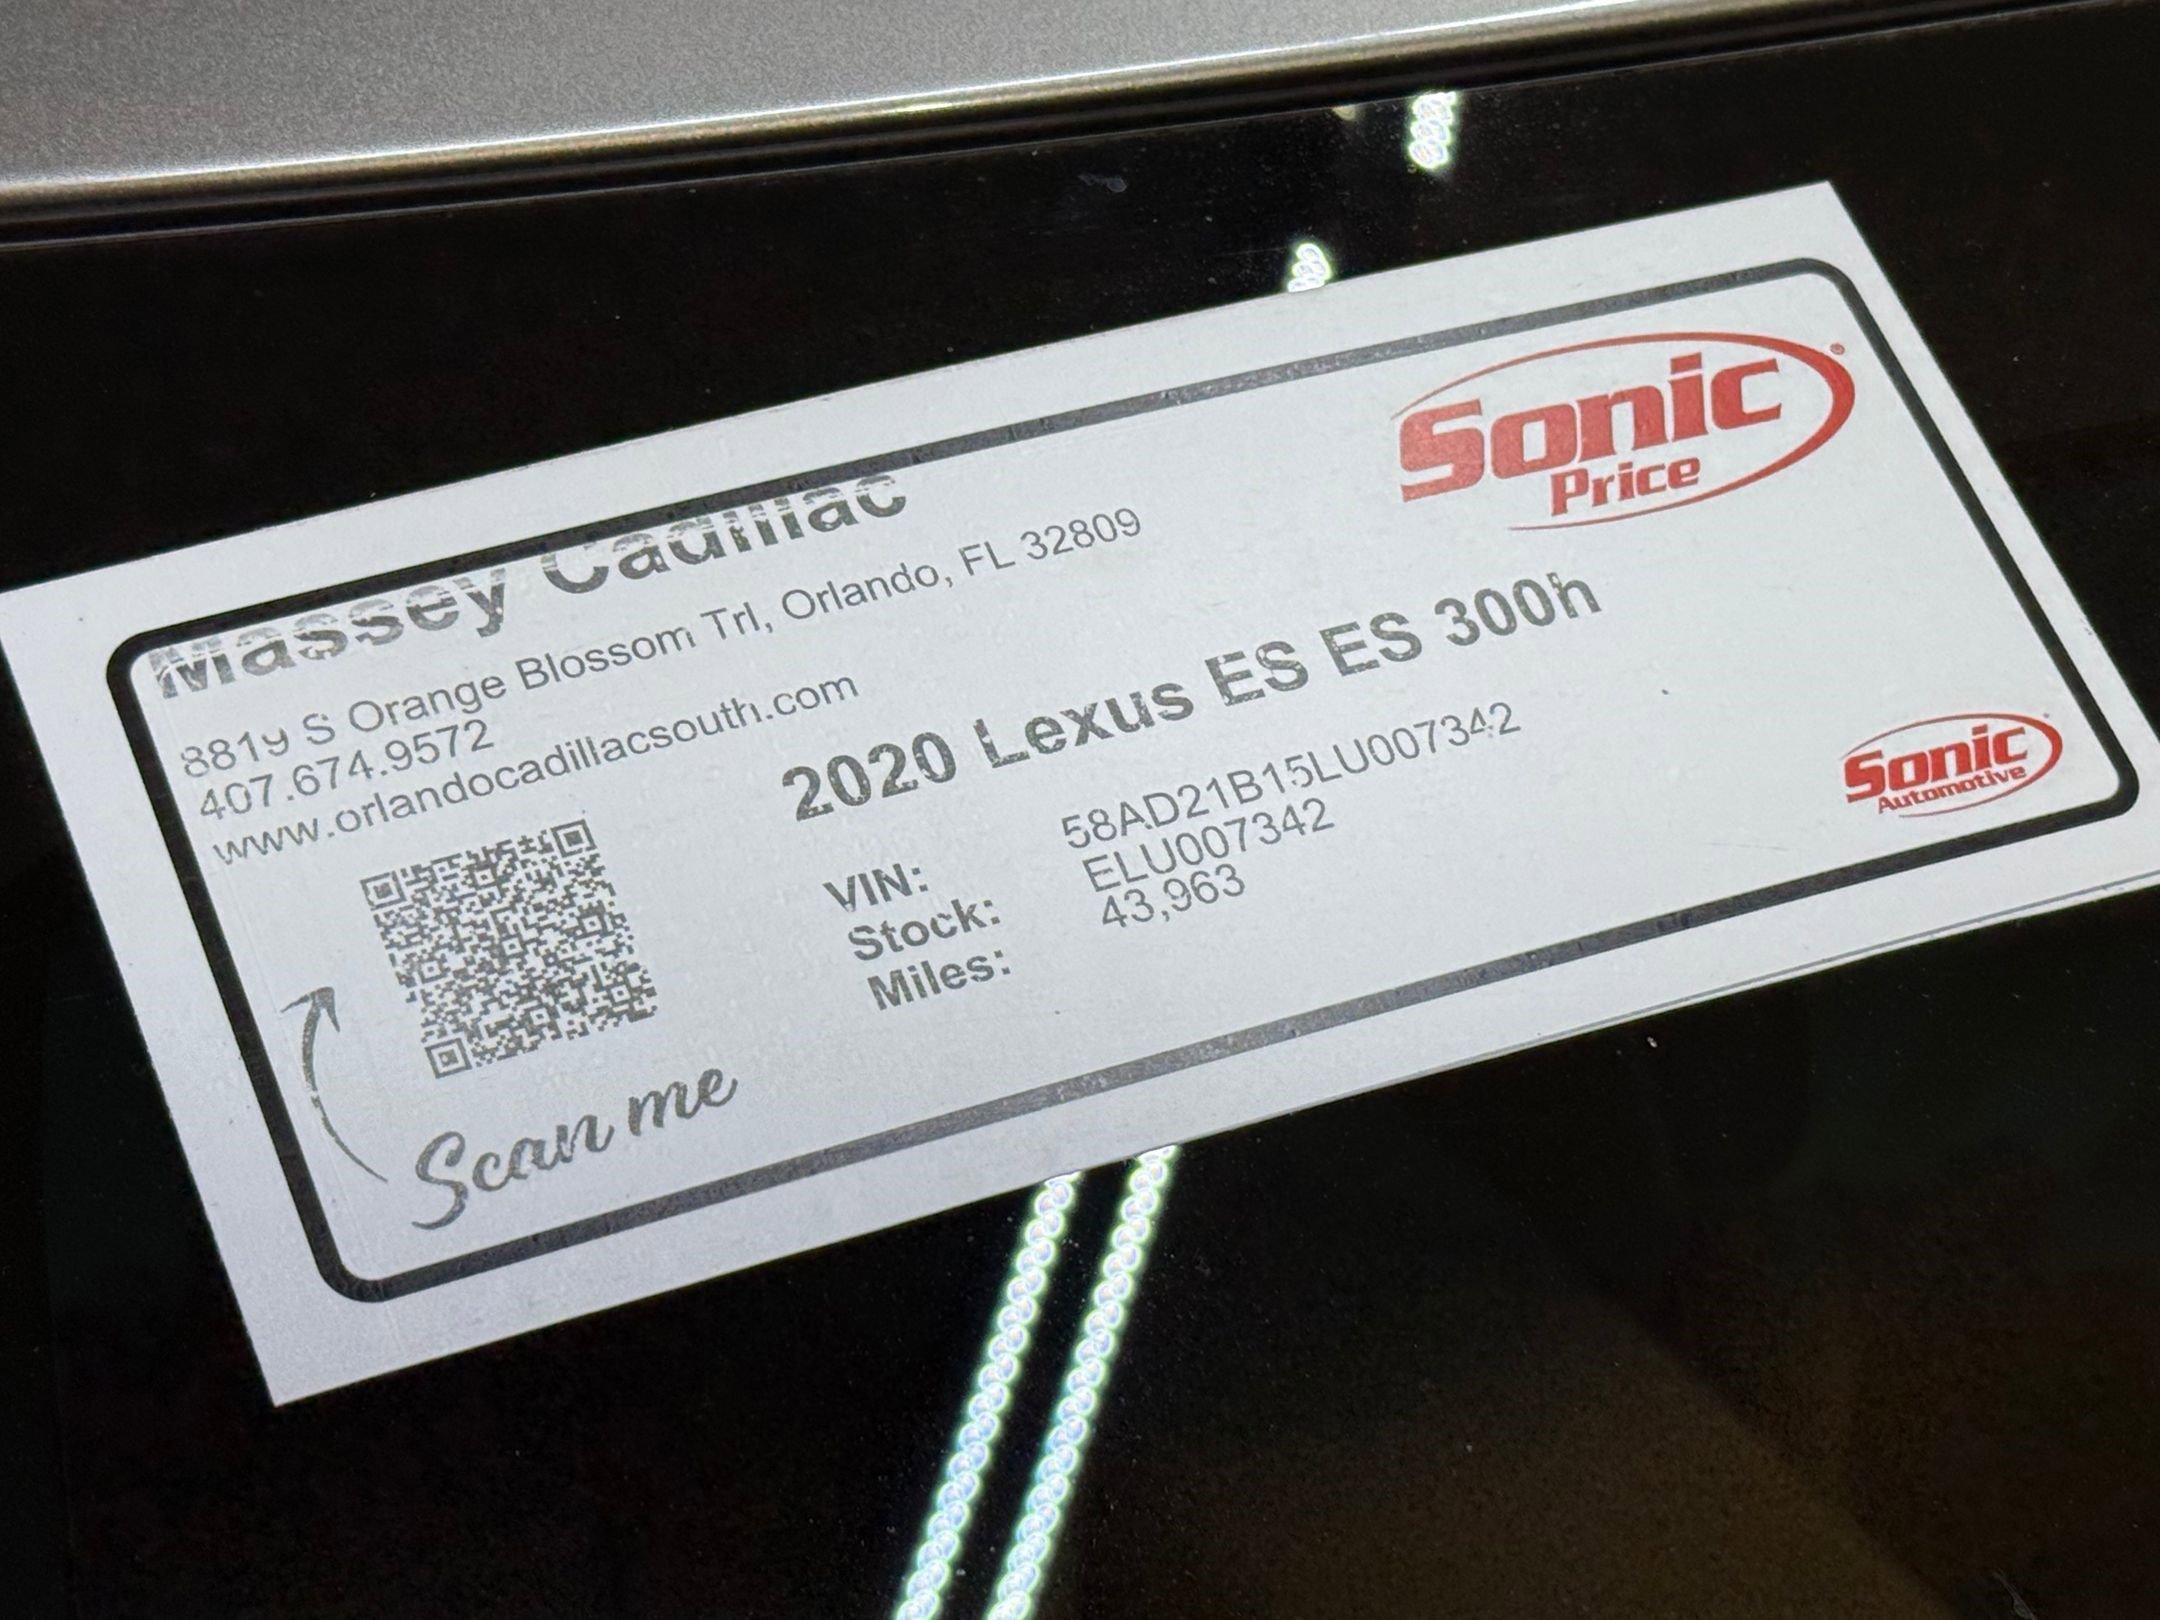 Massey Cadillac
8819 S Orange Blossom Trl, Orlando, FL 32809
407.674.9572
www.orlandocadillacsouth.com
Sonic
Price
2020 Lexus ES ES 300h
VIN: 58AD21B15LU007342
Stock: ELU007342
Miles: 43,963
Scan me
Sonic
Automotive